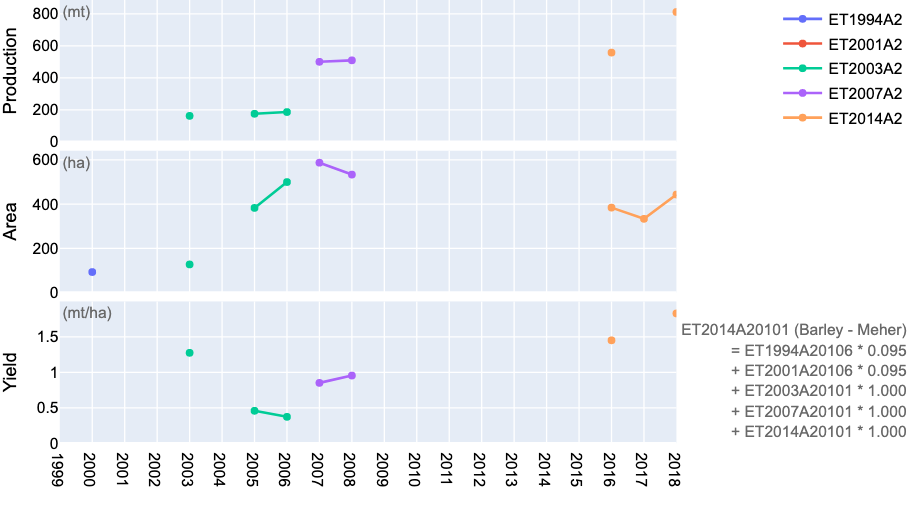 Production
(mt)
800
600
400
200
0
ET1994A2
ET2001A2
ET2003A2
ET2007A2
ET2014A2
Area
(ha)
600
400
200
0
Yield
(mt/ha)
1.5
1
0.5
0
ET2014A20101 (Barley - Meher)
= ET1994A20106 * 0.095
+ ET2001A20106 * 0.095
+ ET2003A20101 * 1.000
+ ET2007A20101 * 1.000
+ ET2014A20101 * 1.000
1999
2000
2001
2002
2003
2004
2005
2006
2007
2008
2009
2010
2011
2012
2013
2014
2015
2016
2017
2018